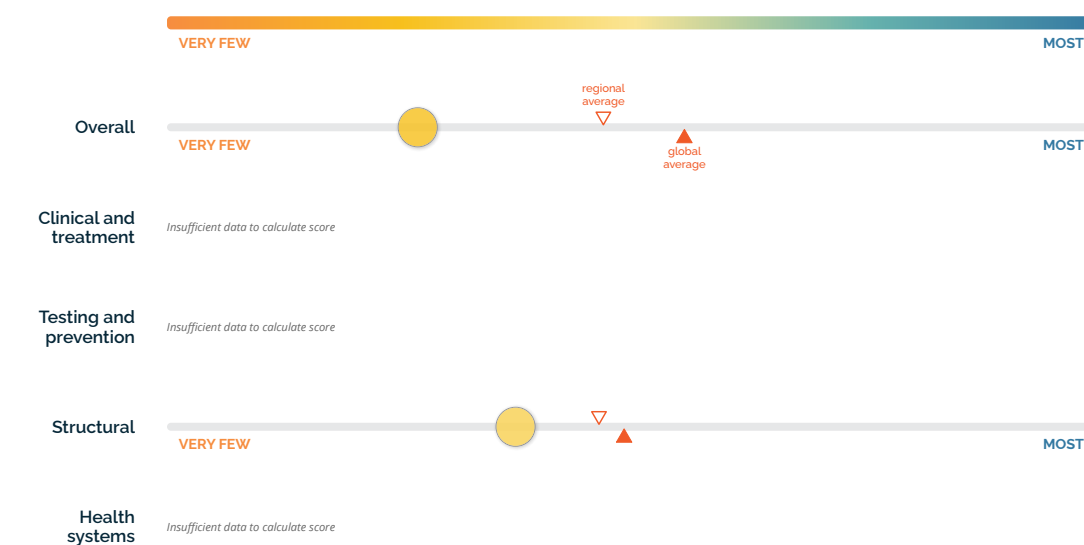 VERY FEW
MOST
regional
average
Overall
VERY FEW
MOST
global
average
Clinical and
treatment
Insufficient data to calculate score
Testing and
prevention
Insufficient data to calculate score
Structural
VERY FEW
MOST
Health
systems
Insufficient data to calculate score